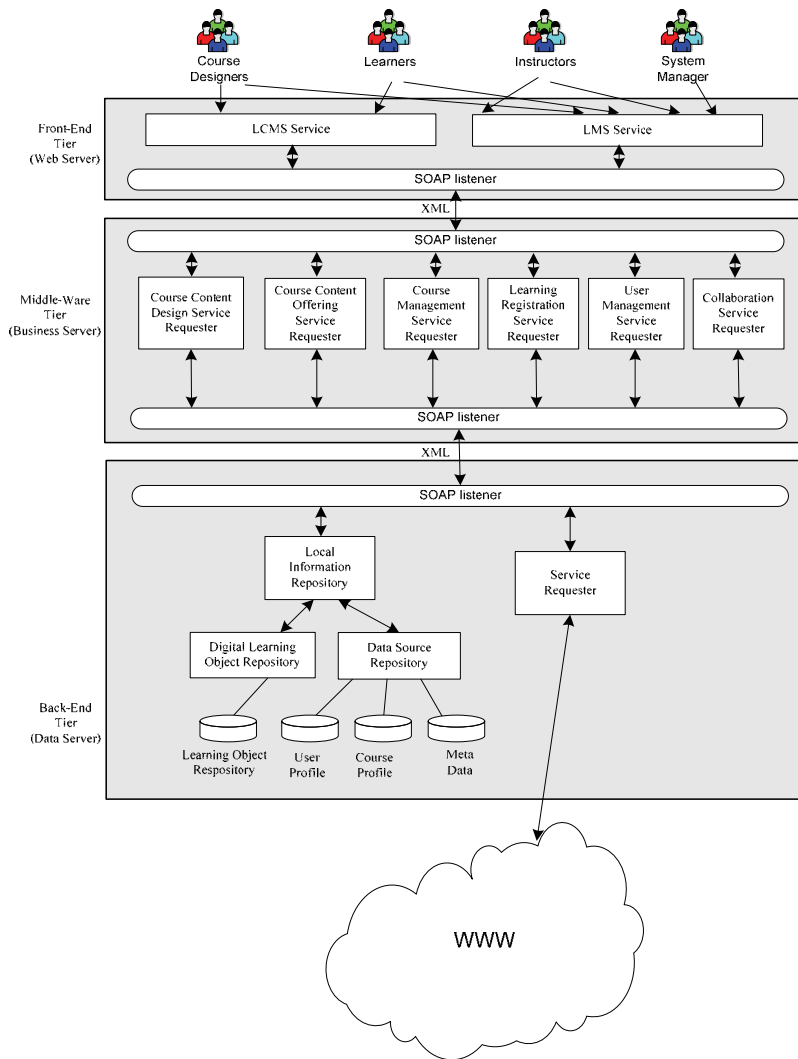 Course
Designers
Learners
Instructors
System
Manager
Front-End
Tier
(Web Server)
LCMS Service
LMS Service
SOAP listener
XML
SOAP listener
Middle-Ware
Tier
(Business Server)
Course Content
Design Service
Requester
Course Content
Offering
Service
Requester
Course
Management
Service
Requester
Learning
Registration
Service
Requester
User
Management
Service
Requester
Collaboration
Service
Requester
SOAP listener
XML
SOAP listener
Local
Information
Repository
Service
Requester
Digital Learning
Object Repository
Data Source
Repository
Back-End
Tier
(Data Server)
Learning Object
Respository
User
Profile
Course
Profile
Meta
Data
WWW